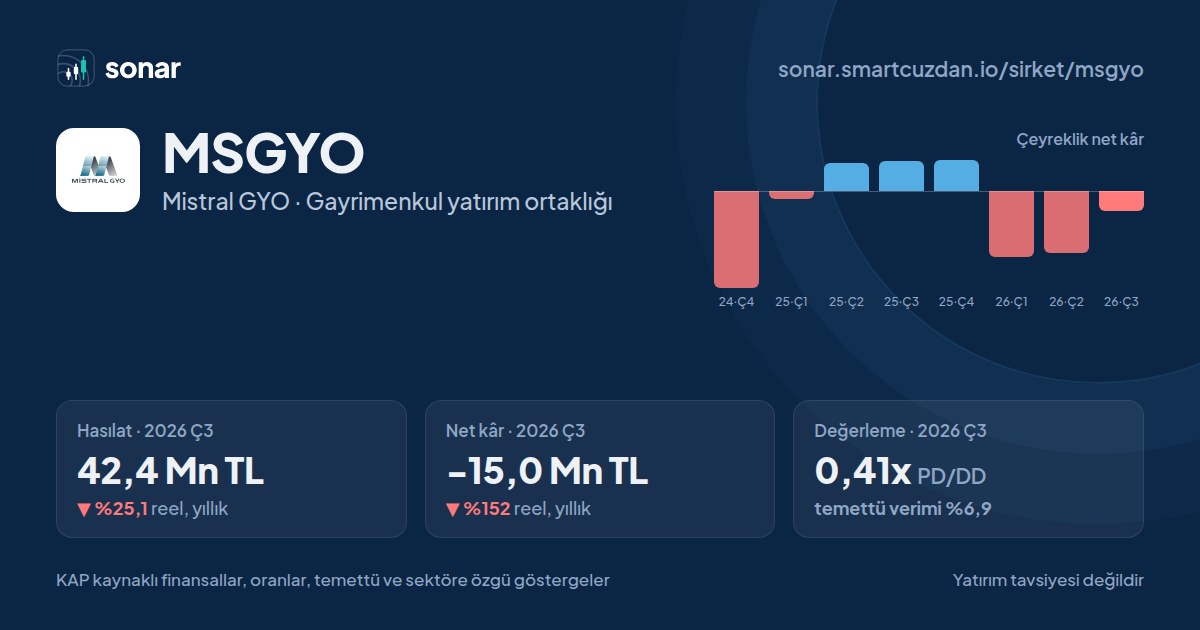 sonar
sonar.smartcuzdan.io/sirket/msgyo
MISTRAL GYO
MSGYO
Mistral GYO · Gayrimenkul yatırım ortaklığı
Çeyreklik net kâr
24·Ç4 25·Ç1 25·Ç2 25·Ç3 25·Ç4 26·Ç1 26·Ç2 26·Ç3
Hasılat · 2026 Ç3
42,4 Mn TL
▼ %25,1 reel, yıllık
Net kâr · 2026 Ç3
−15,0 Mn TL
▼ %152 reel, yıllık
Değerleme · 2026 Ç3
0,41x PD/DD
temettü verimi %6,9
KAP kaynaklı finansallar, oranlar, temettü ve sektöre özgü göstergeler
Yatırım tavsiyesi değildir